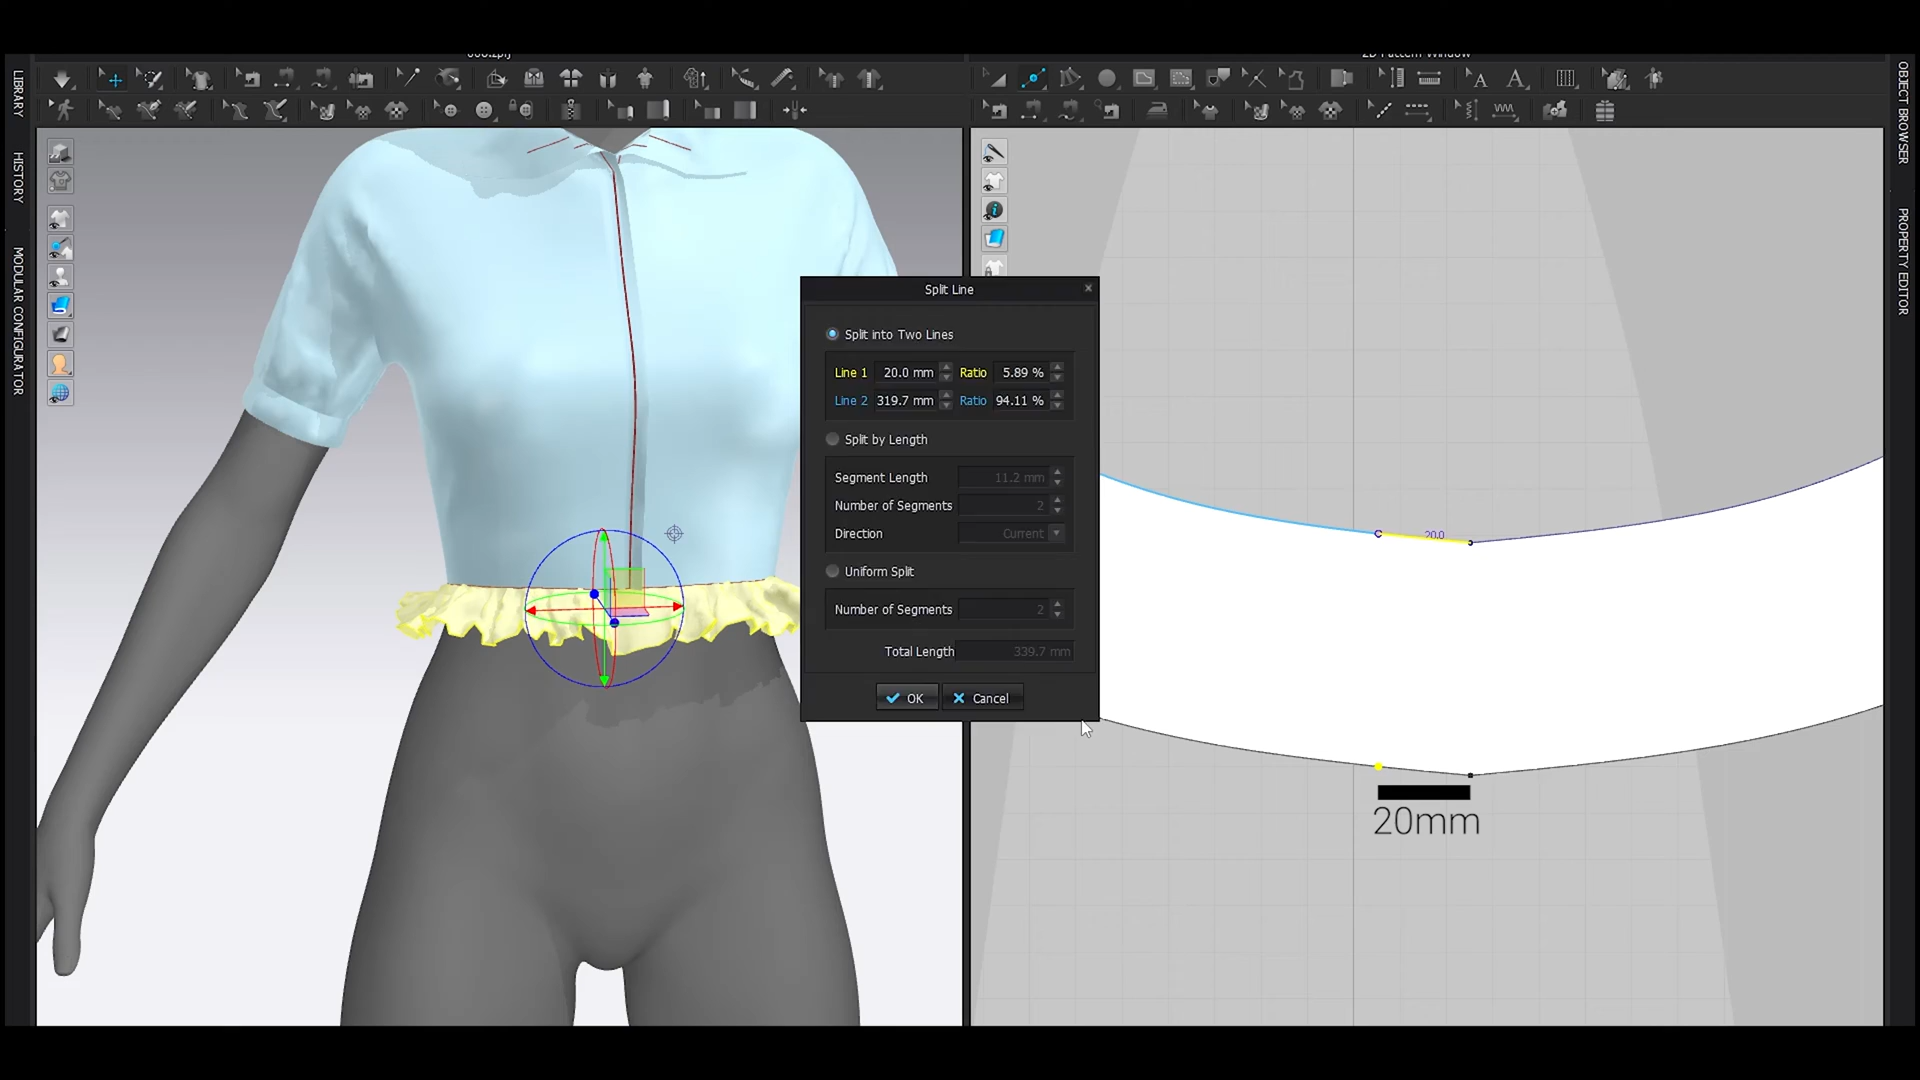 LIBRARY
HISTORY
MODULAR CONFIGURATOR
2D Pattern Window
OBJECT BROWSER
PROPERTY EDITOR
Split Line
Split into Two Lines
Line 1 20.0 mm Ratio 5.89 %
Line 2 319.7 mm Ratio 94.11 %
Split by Length
Segment Length 11.2 mm
Number of Segments 2
Direction Current
Uniform Split
Number of Segments 2
Total Length 339.7 mm
OK Cancel
20.0
20mm